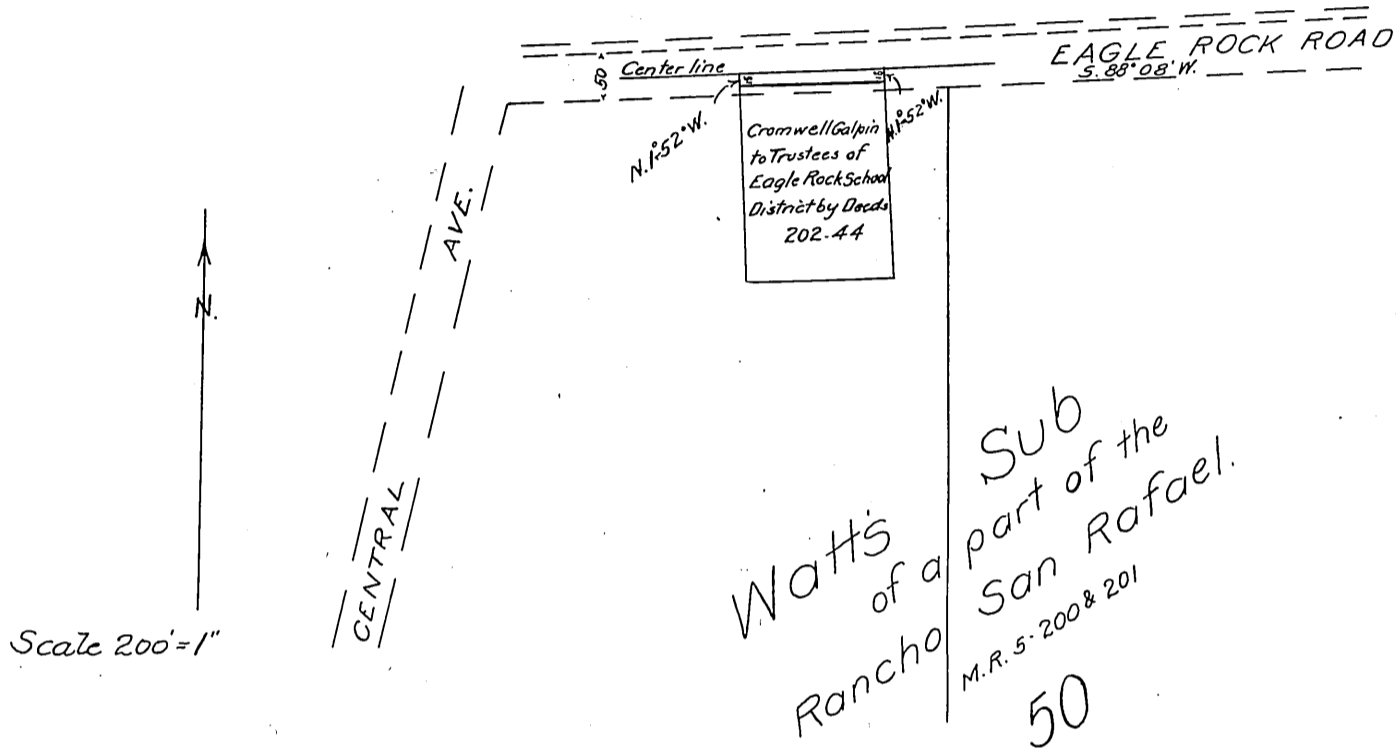 EAGLE ROCK ROAD
S. 88° 08' W.
50
Center line
N. 1°-52' W.
N. 1°-52' W.
Cromwell Galpin
to Trustees of
Eagle Rock School
District by Deeds
202-44
CENTRAL AVE.
N.
Scale 200'=1"
Watt's Sub
of a part of the
Rancho San Rafael.
M.R. 5-200 & 201
50